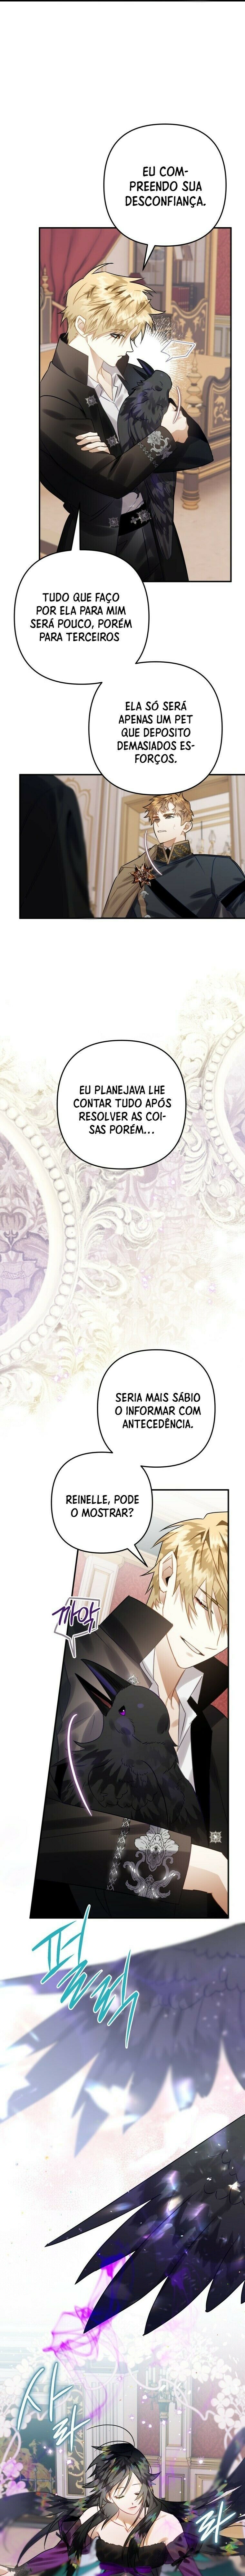 EU COM-
PREENDO SUA
DESCONFIANÇA.
TUDO QUE FAÇO
POR ELA PARA MIM
SERÁ POUCO, PORÉM
PARA TERCEIROS
ELA SÓ SERÁ
APENAS UM PET
QUE DEPOSITO
DEMASIADOS ES-
FORÇOS.
EU PLANEJAVA LHE
CONTAR TUDO APÓS
RESOLVER AS COI-
SAS PORÉM...
SERIA MAIS SÁBIO
O INFORMAR COM
ANTECEDÊNCIA.
REINELLE, PODE
O MOSTRAR?
까악
펄럭
사라
락